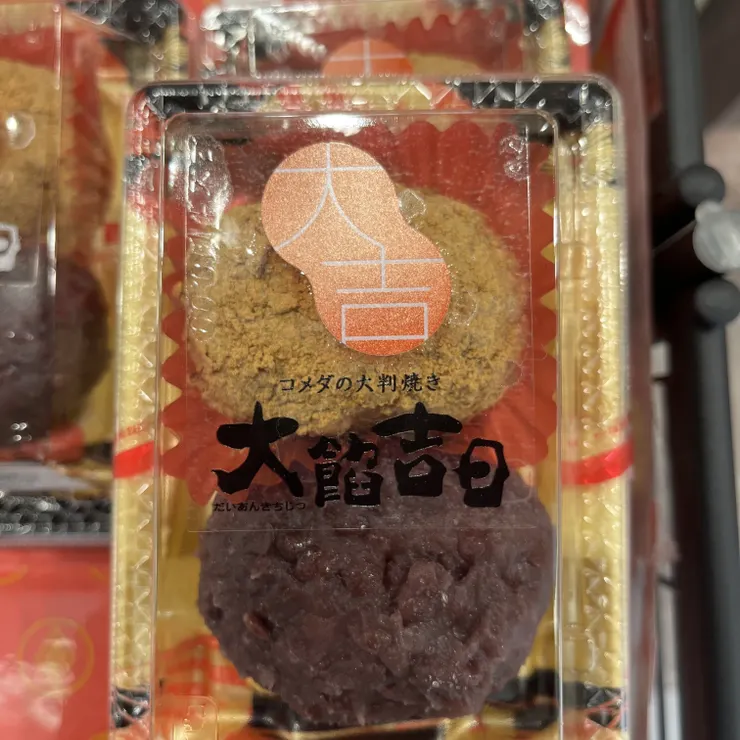 大
吉
コメダの大判焼き
大餡吉日
だいあんきちじつ